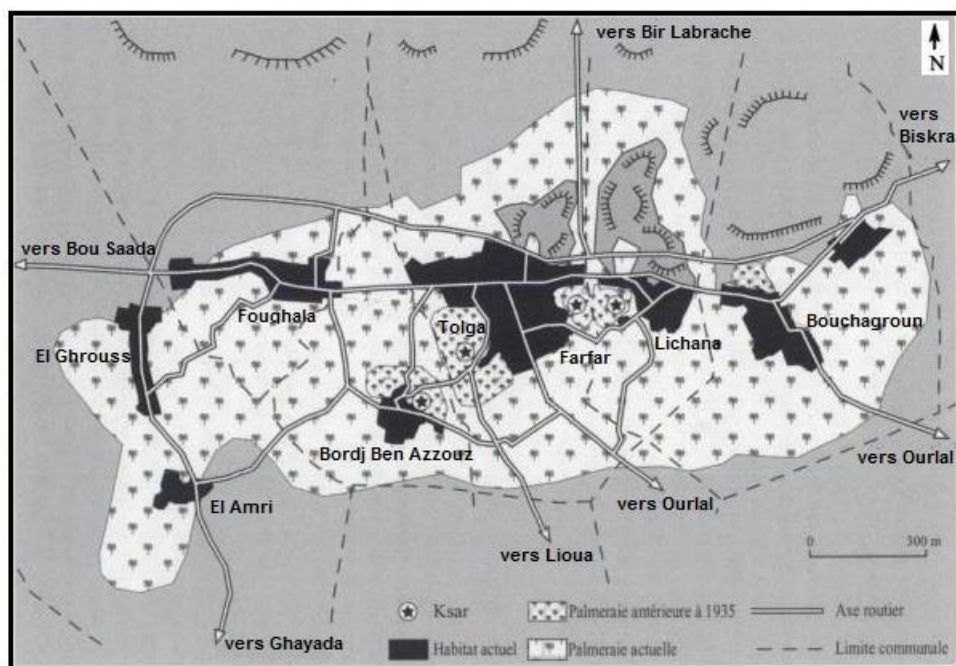 vers Bir Labrache
N
vers
Biskra
vers Bou Saada
Foughala
Tolga
Bouchagroun
El Ghrouss
Farfar
Lichana
Bordj Ben Azzouz
vers Ourlal
El Amri
vers Ourlal
vers Lioua
0 300 m
vers Ghayada
Ksar
Palmeraie antérieure à 1935
Axe routier
Habitat actuel
Palmeraie actuelle
Limite communale